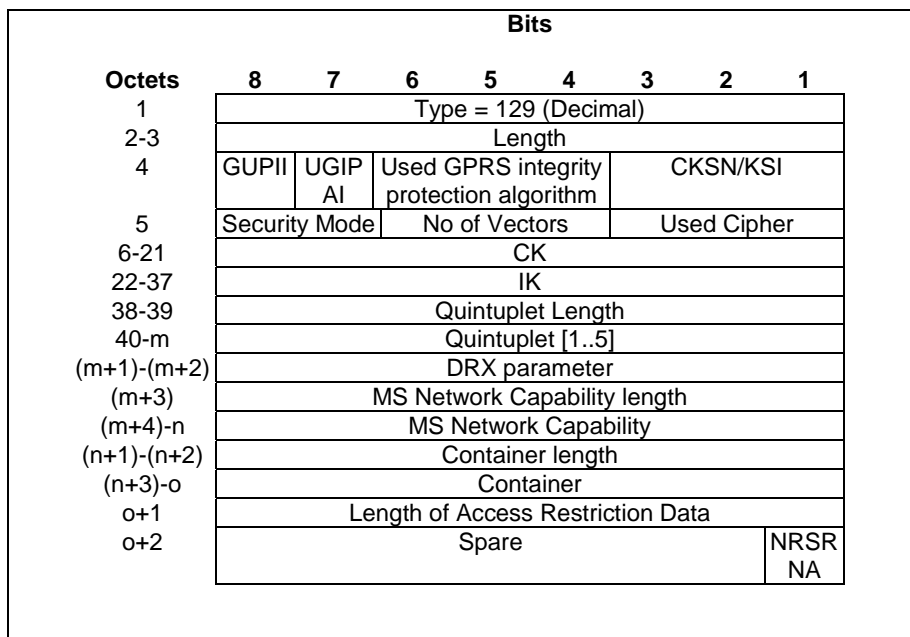 Bits
Octets 8 7 6 5 4 3 2 1
1 Type = 129 (Decimal)
2-3 Length
4 GUPII UGIP Used GPRS integrity CKSN/KSI
AI protection algorithm
5 Security Mode No of Vectors Used Cipher
6-21 CK
22-37 IK
38-39 Quintuplet Length
40-m Quintuplet [1..5]
(m+1)-(m+2) DRX parameter
(m+3) MS Network Capability length
(m+4)-n MS Network Capability
(n+1)-(n+2) Container length
(n+3)-o Container
o+1 Length of Access Restriction Data
o+2 Spare NRSR
NA